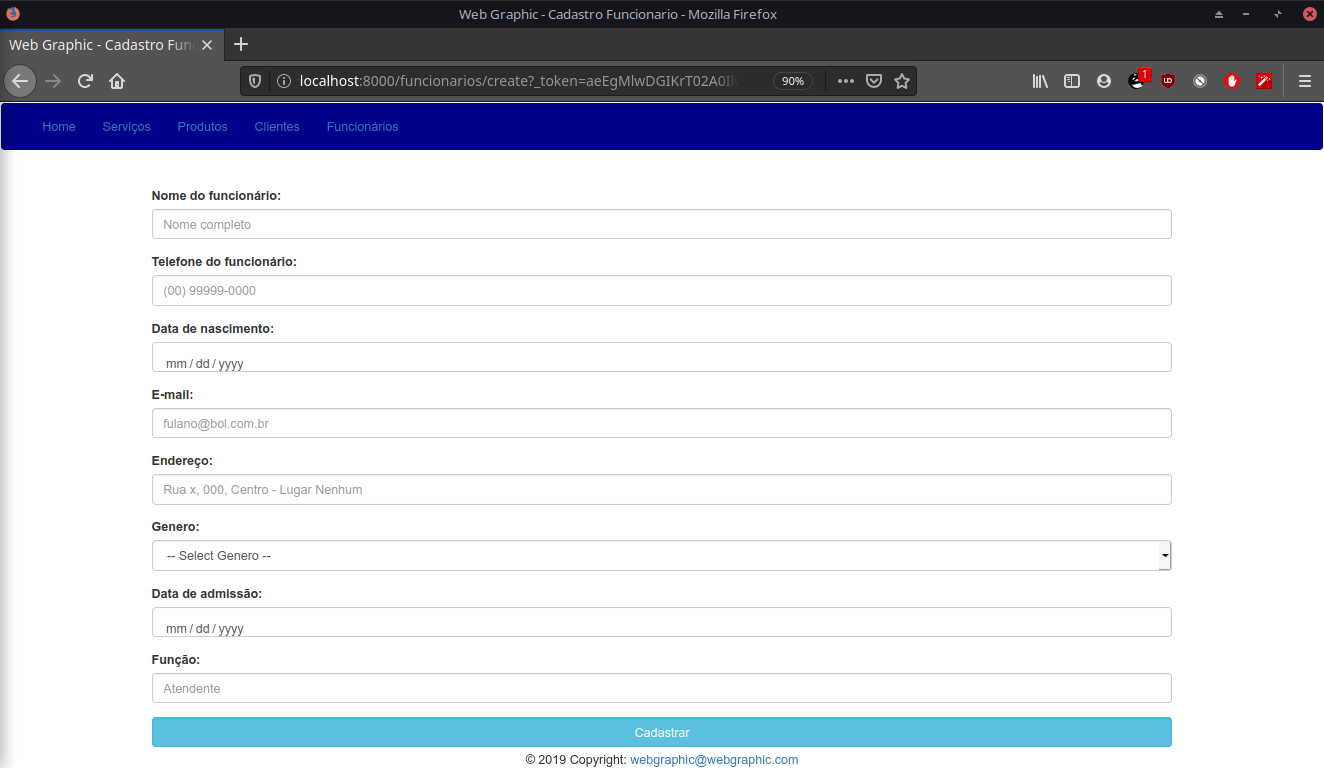 Web Graphic - Cadastro Funcionario - Mozilla Firefox
Web Graphic - Cadastro Fun
localhost:8000/funcionarios/create?_token=aeEgMlwDGIKrT02A0 90%
1
Home Serviços Produtos Clientes Funcionários
Nome do funcionário:
Nome completo
Telefone do funcionário:
(00) 99999-0000
Data de nascimento:
mm / dd / yyyy
E-mail:
fulano@bol.com.br
Endereço:
Rua x, 000, Centro - Lugar Nenhum
Genero:
-- Select Genero --
Data de admissão:
mm / dd / yyyy
Função:
Atendente
Cadastrar
© 2019 Copyright: webgraphic@webgraphic.com